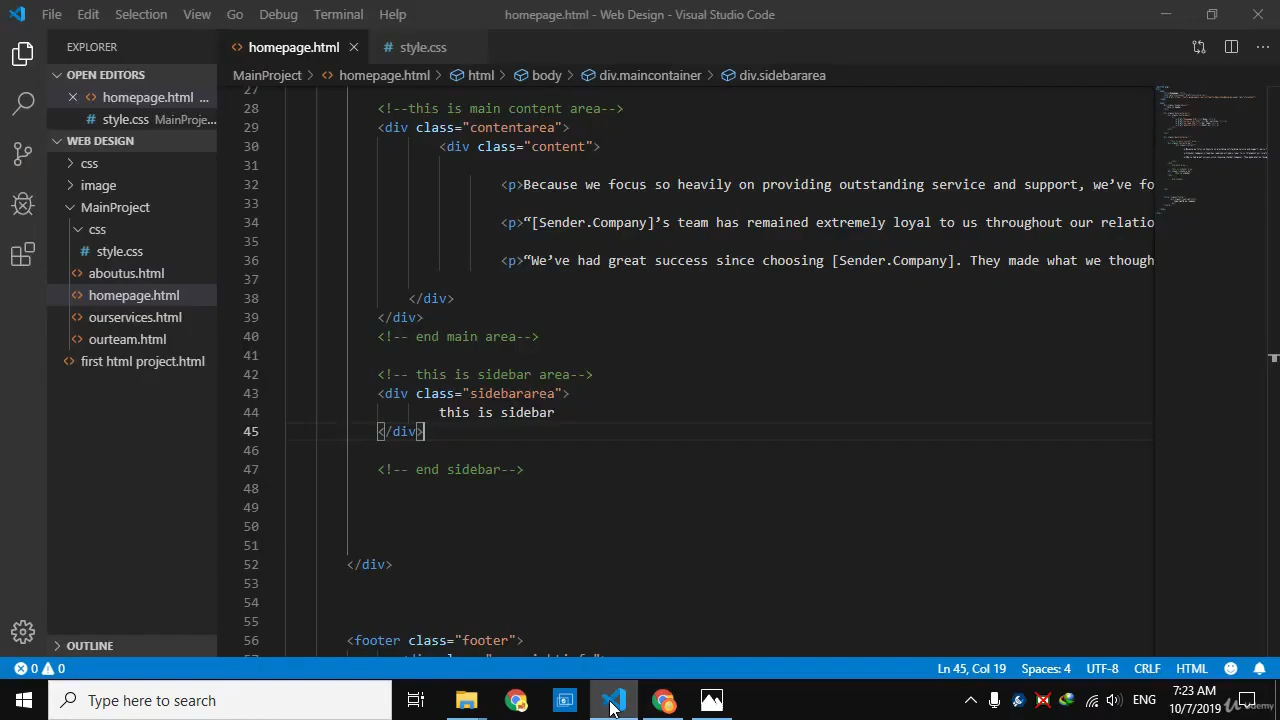 File Edit Selection View Go Debug Terminal Help homepage.html - Web Design - Visual Studio Code
EXPLORER
homepage.html
style.css
OPEN EDITORS
homepage.html ...
style.css MainProje...
WEB DESIGN
css
image
MainProject
css
style.css
aboutus.html
homepage.html
ourservices.html
ourteam.html
first html project.html
OUTLINE
MainProject > homepage.html > html > body > div.maincontainer > div.sidebararea
27
28 <!--this is main content area-->
29 <div class="contentarea">
30 <div class="content">
31
32 <p>Because we focus so heavily on providing outstanding service and support, we’ve fo
33
34 <p>“[Sender.Company]’s team has remained extremely loyal to us throughout our relatio
35
36 <p>“We’ve had great success since choosing [Sender.Company]. They made what we though
37
38 </div>
39 </div>
40 <!-- end main area-->
41
42 <!-- this is sidebar area-->
43 <div class="sidebararea">
44 this is sidebar
45 </div>
46
47 <!-- end sidebar-->
48
49
50
51
52 </div>
53
54
55
56 <footer class="footer">
0 0 Ln 45, Col 19 Spaces: 4 UTF-8 CRLF HTML
Type here to search
ENG
7:23 AM
10/7/2019
Udemy